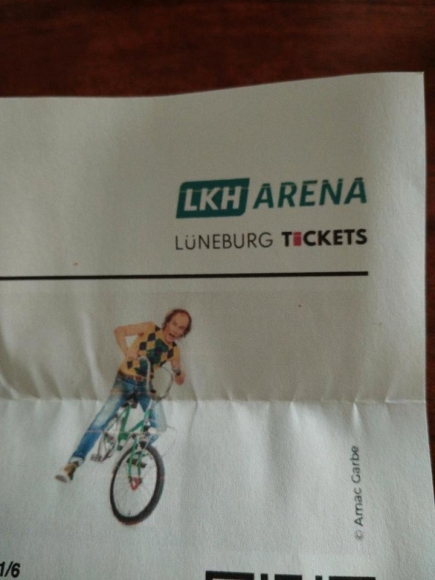 LKH ARENA
LÜNEBURG TICKETS
© Amac Garbe
1/6